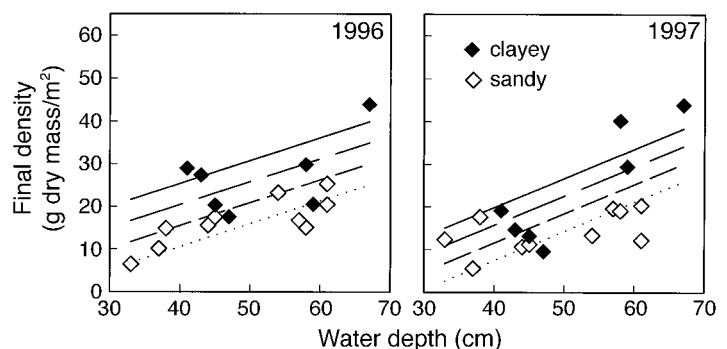 1996
1997
clayey
sandy
Final density
(g dry mass/m²)
60
50
40
30
20
10
0
30 40 50 60 70
30 40 50 60 70
Water depth (cm)